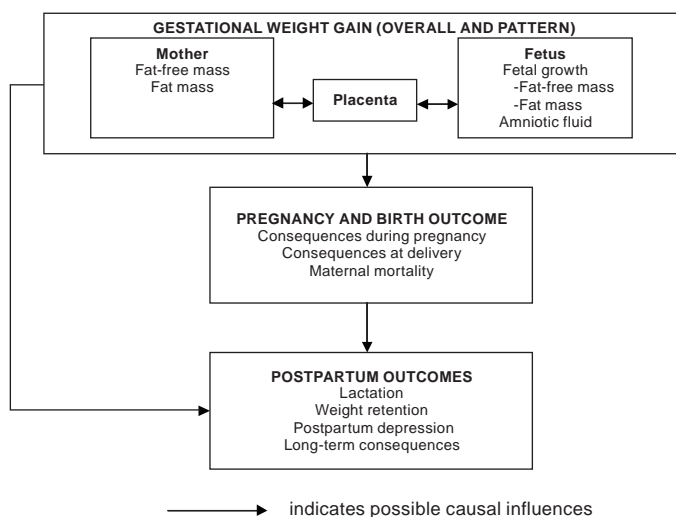 GESTATIONAL WEIGHT GAIN (OVERALL AND PATTERN)
Mother
Fat-free mass
Fat mass
Placenta
Fetus
Fetal growth
-Fat-free mass
-Fat mass
Amniotic fluid
PREGNANCY AND BIRTH OUTCOME
Consequences during pregnancy
Consequences at delivery
Maternal mortality
POSTPARTUM OUTCOMES
Lactation
Weight retention
Postpartum depression
Long-term consequences
indicates possible causal influences